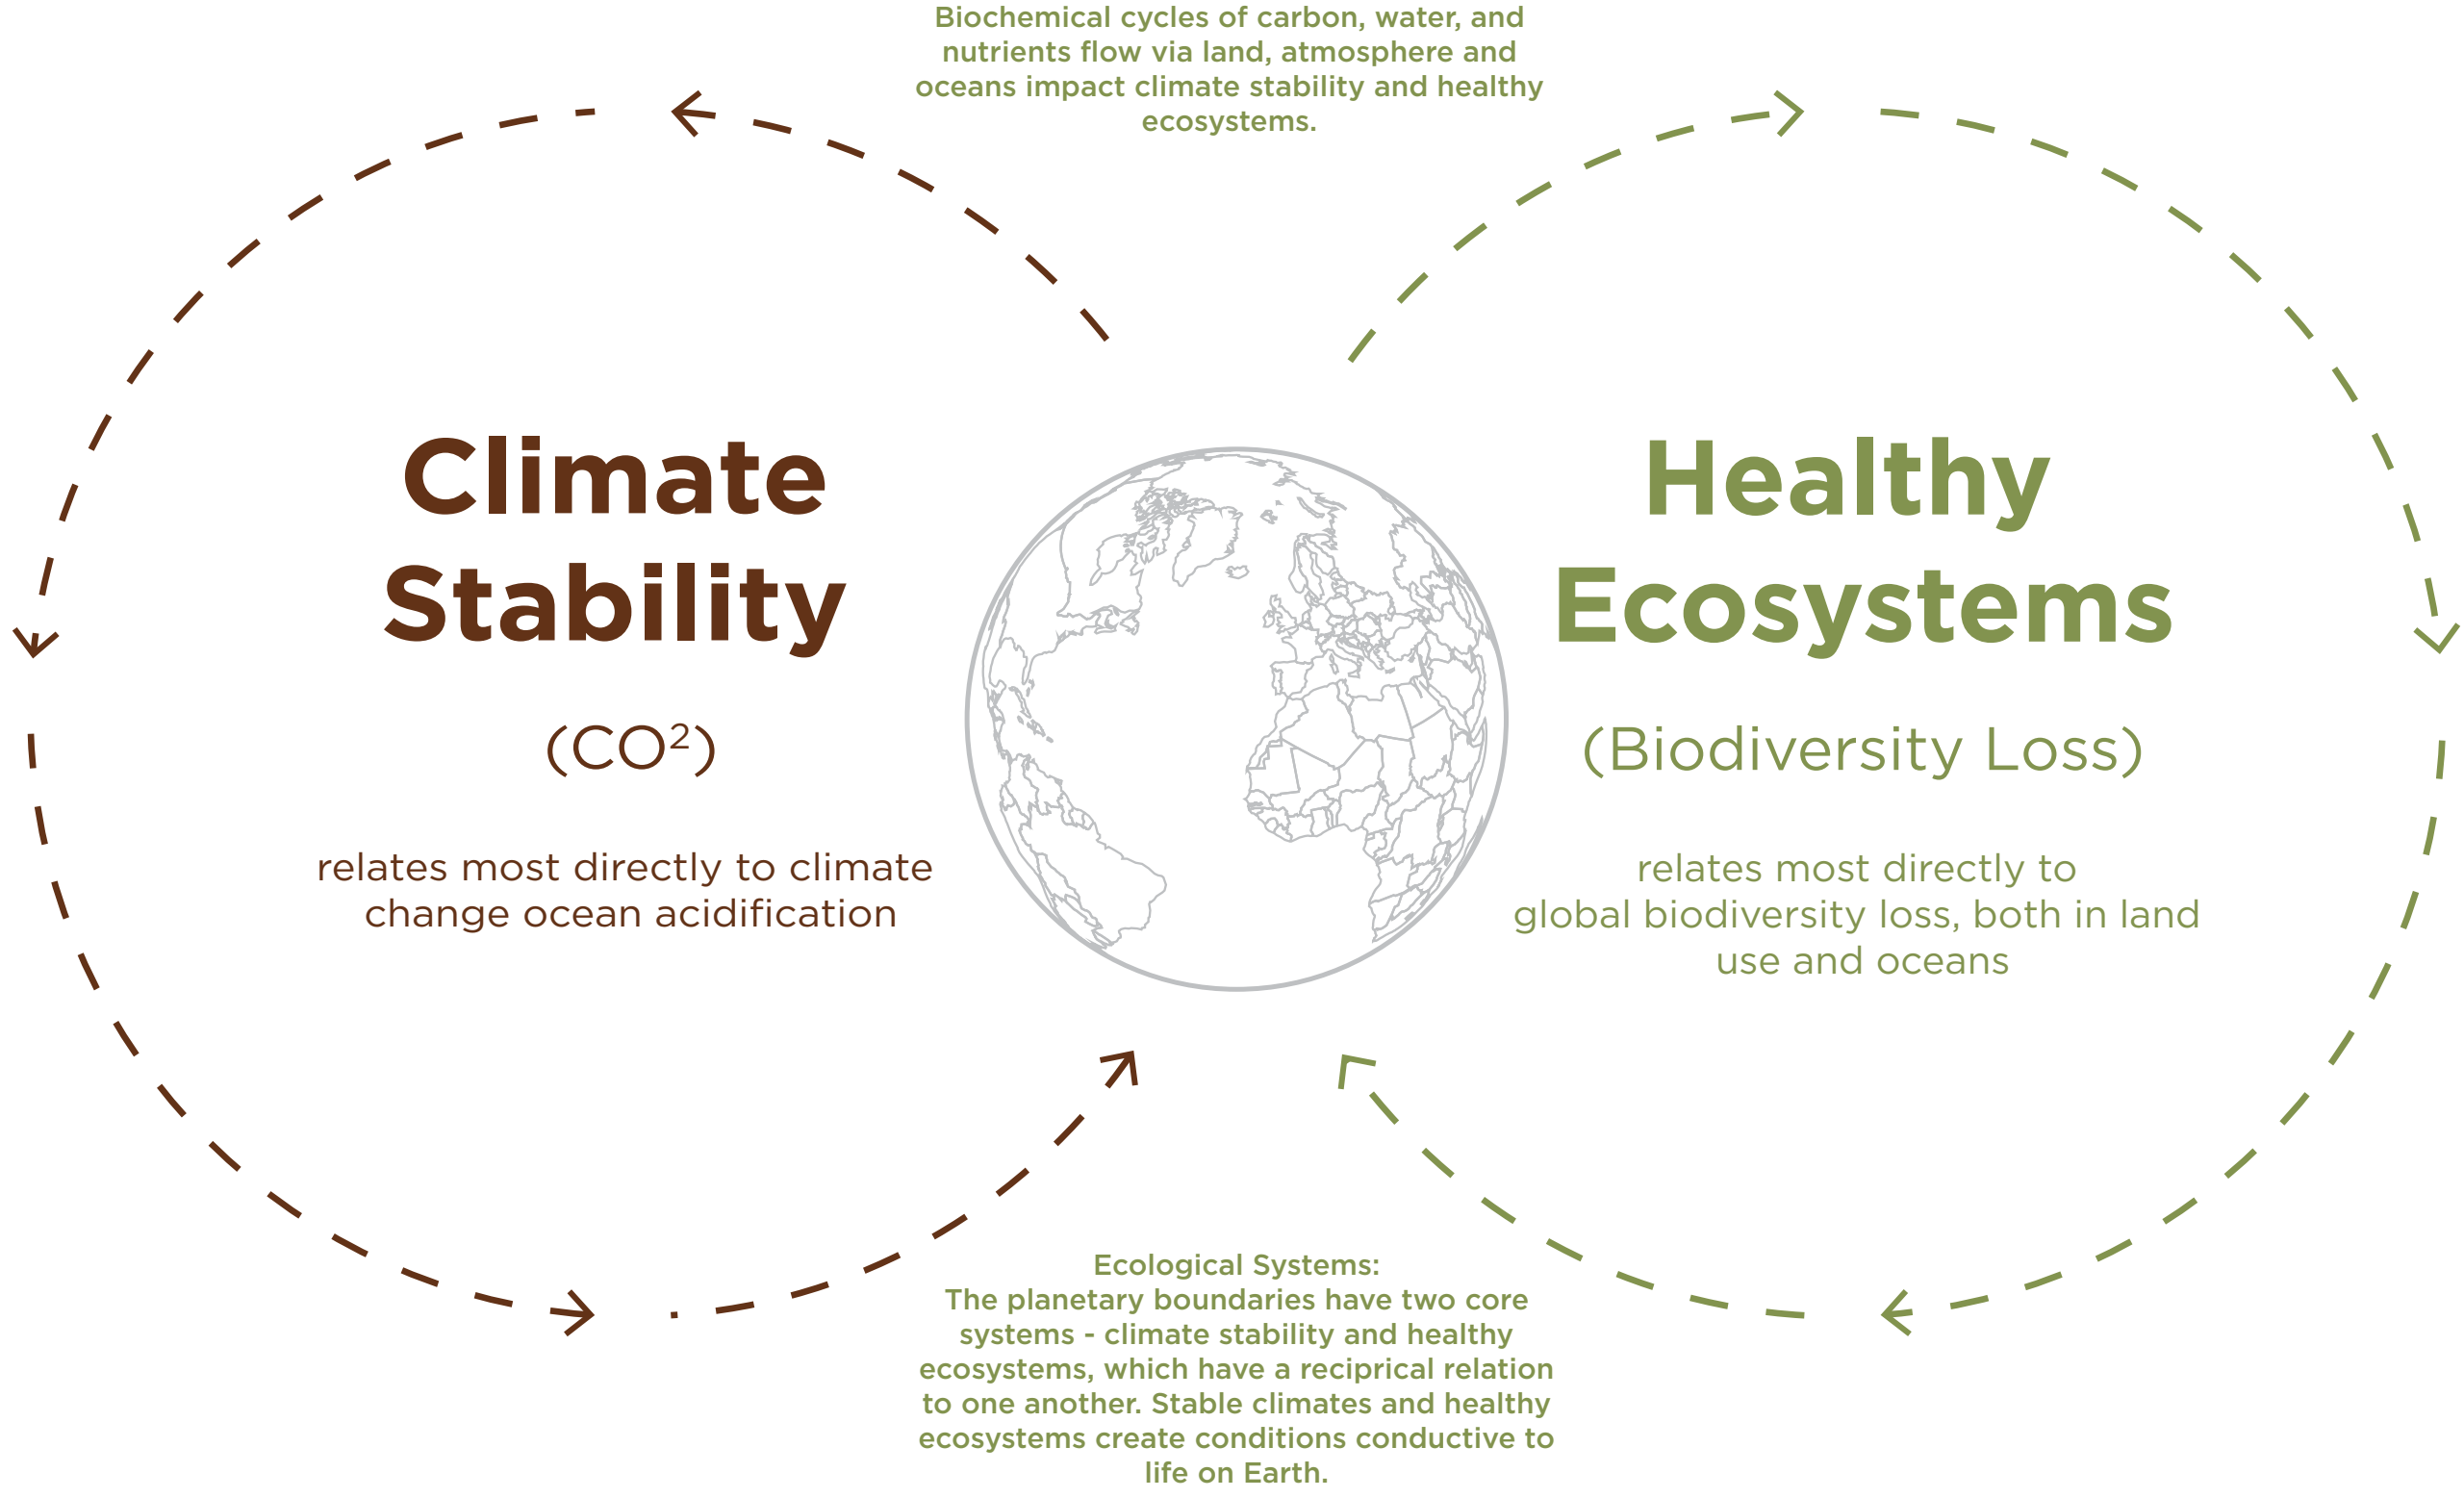 Biochemical cycles of carbon, water, and
nutrients flow via land, atmosphere and
oceans impact climate stability and healthy
ecosystems.
Climate
Stability
(CO²)
relates most directly to climate
change ocean acidification
Healthy
Ecosystems
(Biodiversity Loss)
relates most directly to
global biodiversity loss, both in land
use and oceans
Ecological Systems:
The planetary boundaries have two core
systems - climate stability and healthy
ecosystems, which have a reciprical relation
to one another. Stable climates and healthy
ecosystems create conditions conductive to
life on Earth.